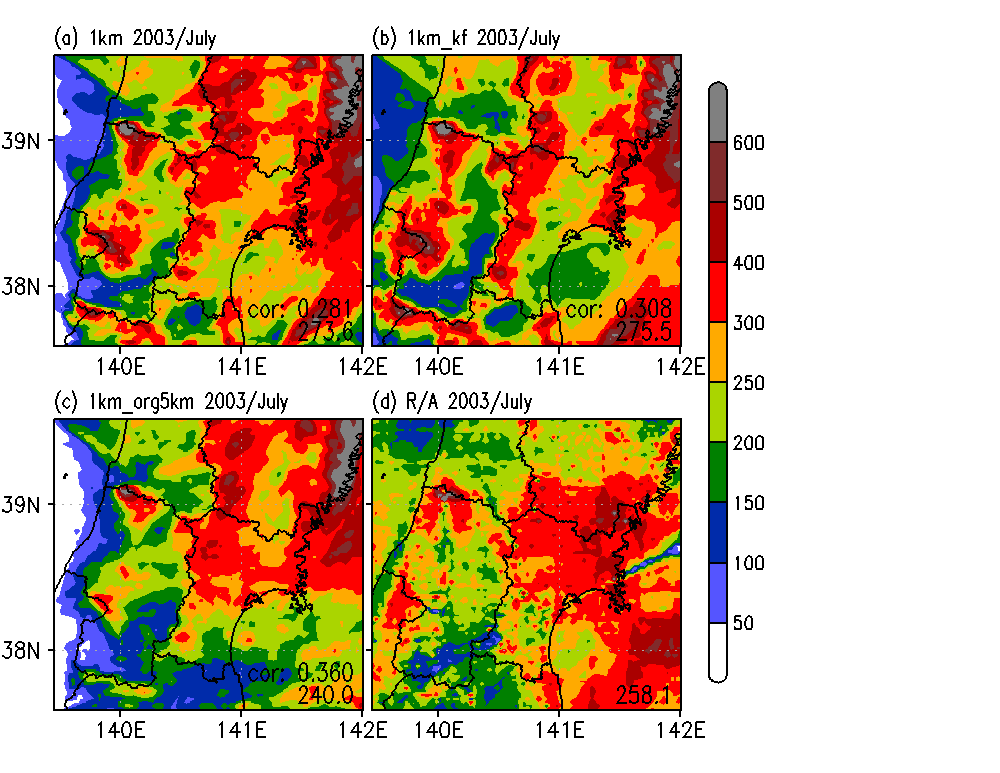 (a) 1km 2003/July
(b) 1km_kf 2003/July
39N
38N
cor: 0.281
273.6
cor: 0.308
275.5
140E
141E
142E
140E
141E
142E
600
500
400
300
250
200
150
100
50
(c) 1km_org5km 2003/July
(d) R/A 2003/July
39N
38N
cor: 0.360
240.0
258.1
140E
141E
142E
140E
141E
142E